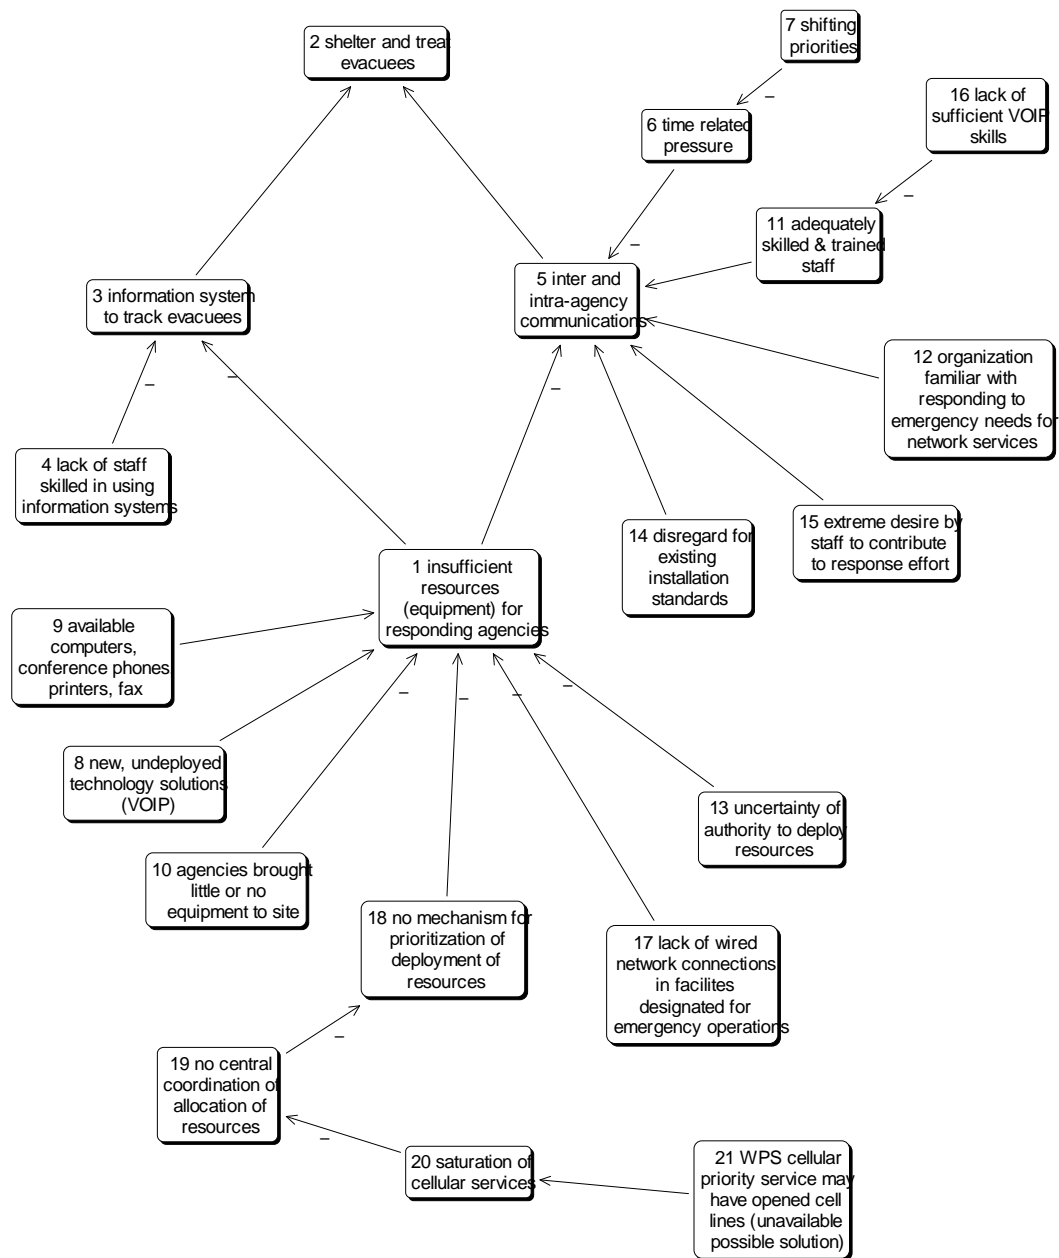 7 shifting
priorities
2 shelter and treat
evacuees
16 lack of
sufficient VOIP
skills
–
6 time related
pressure
–
11 adequately
skilled & trained
staff
–
5 inter and
intra-agency
communications
3 information system
to track evacuees
12 organization
familiar with
responding to
emergency needs for
network services
–
–
–
4 lack of staff
skilled in using
information systems
15 extreme desire by
staff to contribute
to response effort
14 disregard for
existing
installation
standards
1 insufficient
resources
(equipment) for
responding agencies
9 available
computers,
conference phones
printers, fax
–
–
–
–
8 new, undeployed
technology solutions
(VOIP)
13 uncertainty of
authority to deploy
resources
10 agencies brought
little or no
equipment to site
18 no mechanism for
prioritization of
deployment of
resources
17 lack of wired
network connections
in facilites
designated for
emergency operations
–
19 no central
coordination of
allocation of
resources
–
20 saturation of
cellular services
21 WPS cellular
priority service may
have opened cell
lines (unavailable
possible solution)